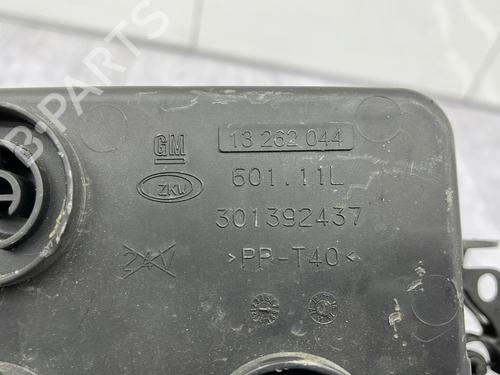 GM 13 262 044
ZKW 601.11L
301392437
24V >PP-T40<
B-PARTS